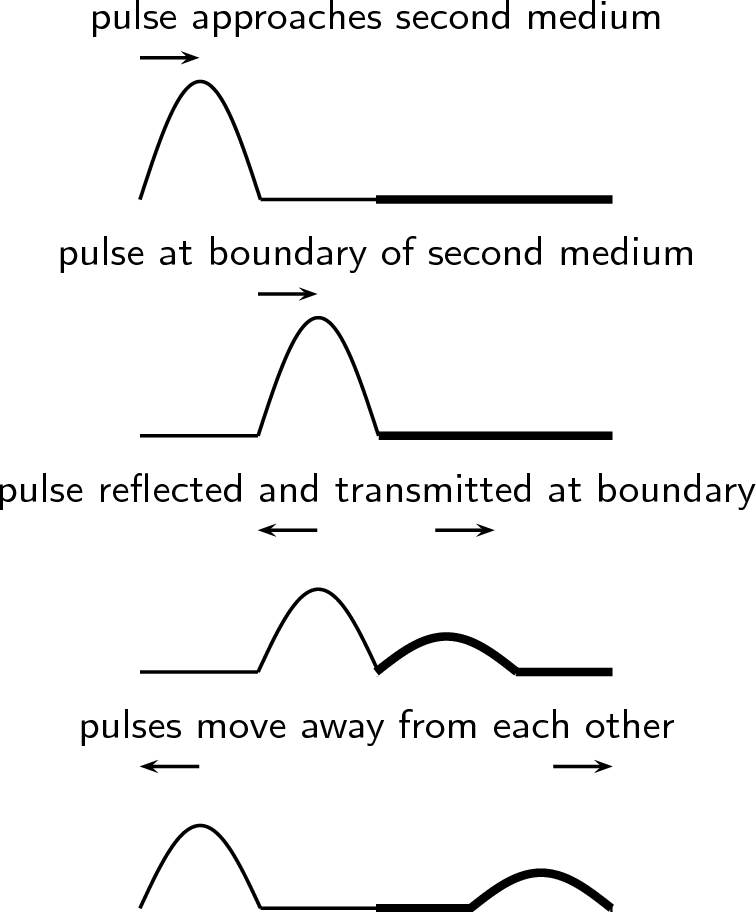 pulse approaches second medium
pulse at boundary of second medium
pulse reflected and transmitted at boundary
pulses move away from each other